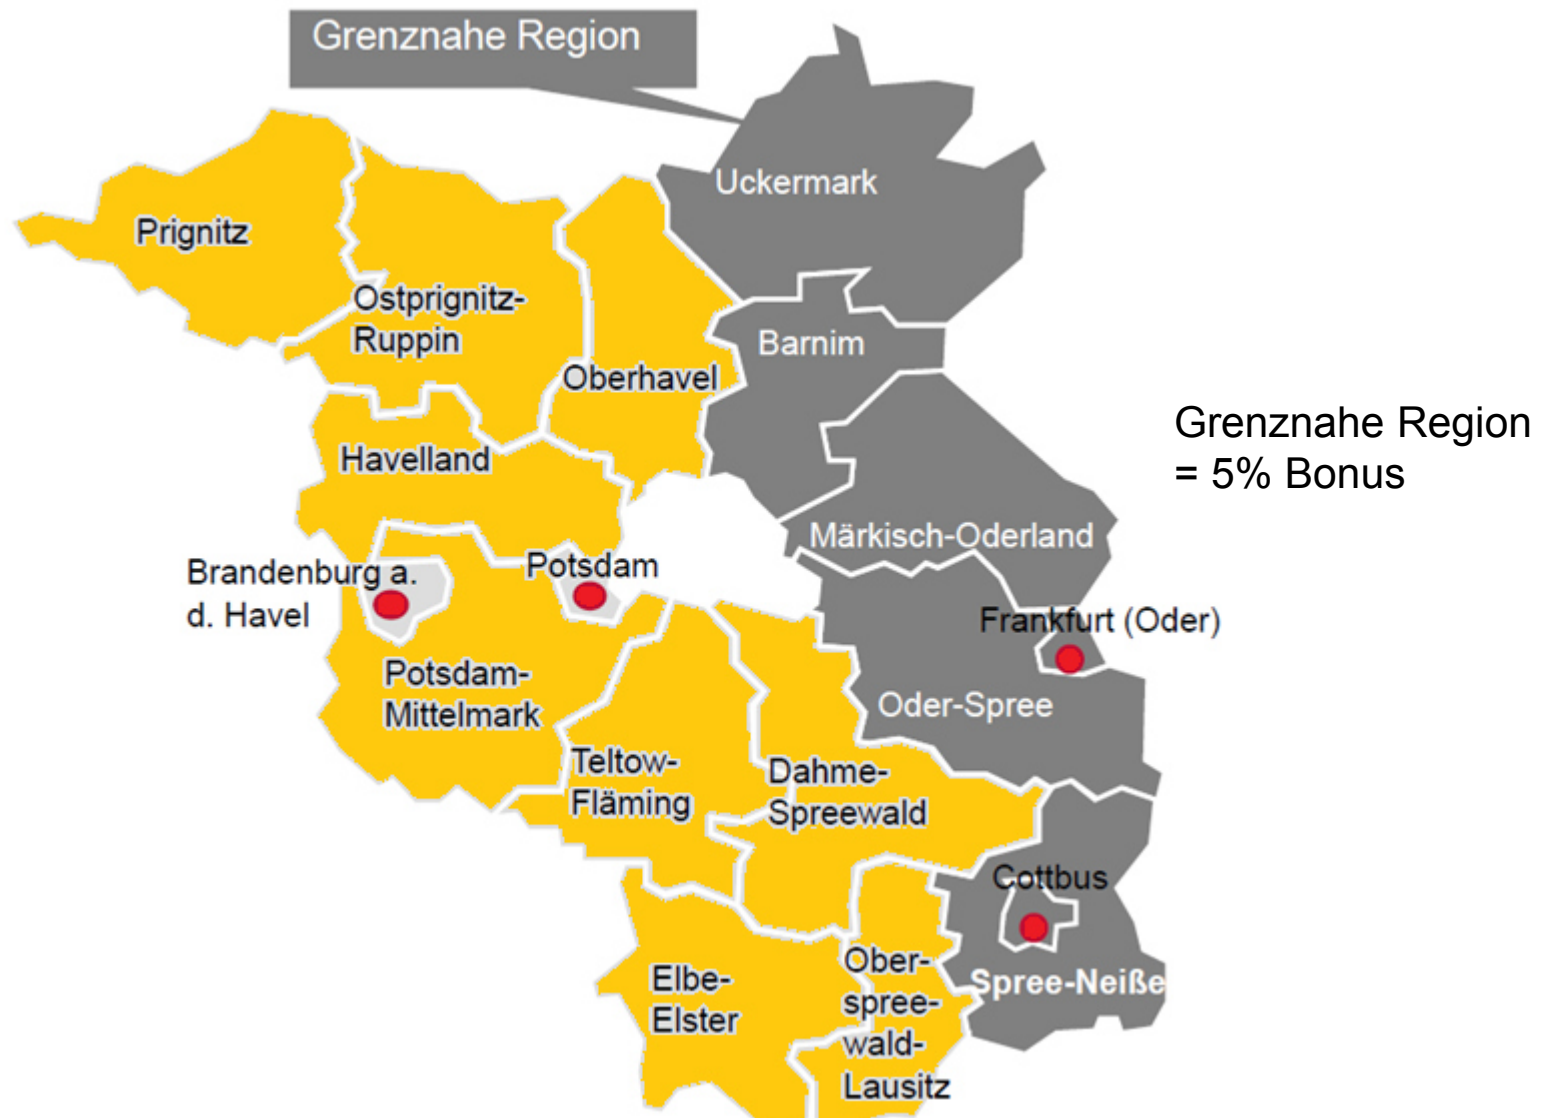 Grenznahe Region
Uckermark
Prignitz
Ostprignitz-
Ruppin
Barnim
Oberhavel
Grenznahe Region
= 5% Bonus
Havelland
Märkisch-Oderland
Brandenburg a.
d. Havel
Potsdam
Frankfurt (Oder)
Potsdam-
Mittelmark
Oder-Spree
Teltow-
Fläming
Dahme-
Spreewald
Cottbus
Elbe-
Elster
Ober-
spree-
wald-
Lausitz
Spree-Neiße